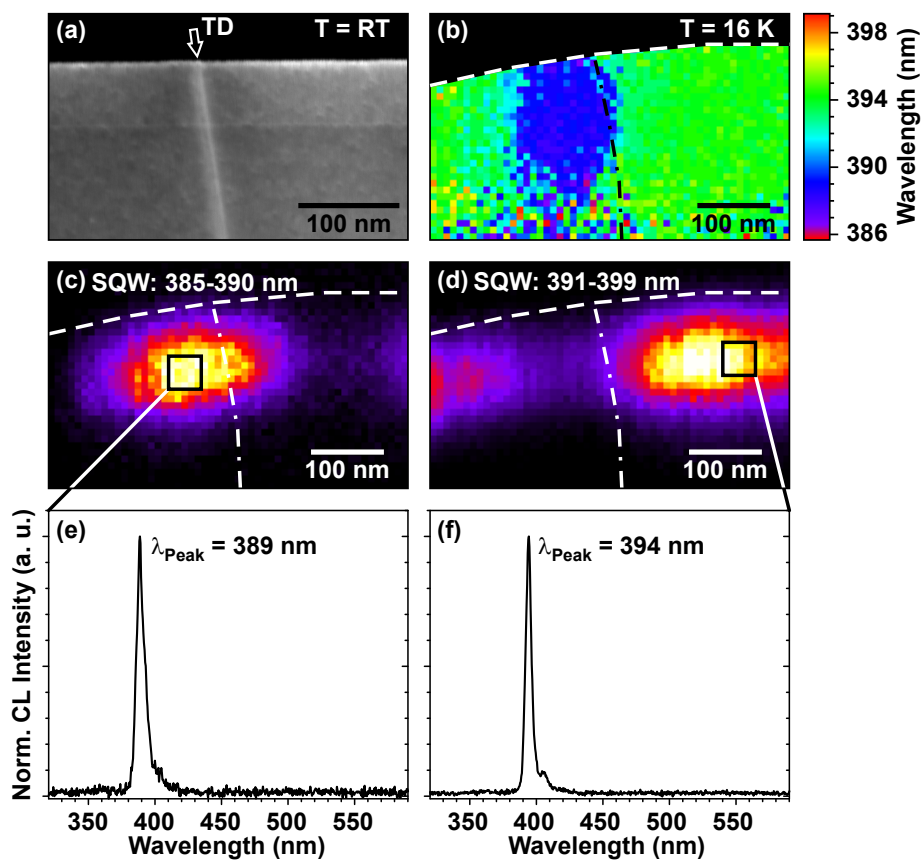 (a) TD T = RT
100 nm
(b) T = 16 K
100 nm
398
394
390
386
Wavelength (nm)
(c) SQW: 385-390 nm
100 nm
(d) SQW: 391-399 nm
100 nm
(e) λPeak = 389 nm
(f) λPeak = 394 nm
Norm. CL Intensity (a. u.)
350 400 450 500 550
350 400 450 500 550
Wavelength (nm)
Wavelength (nm)